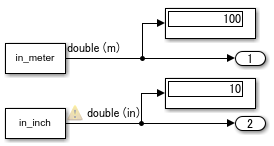 100
double (m)
in_meter
1
10
double (in)
in_inch
2